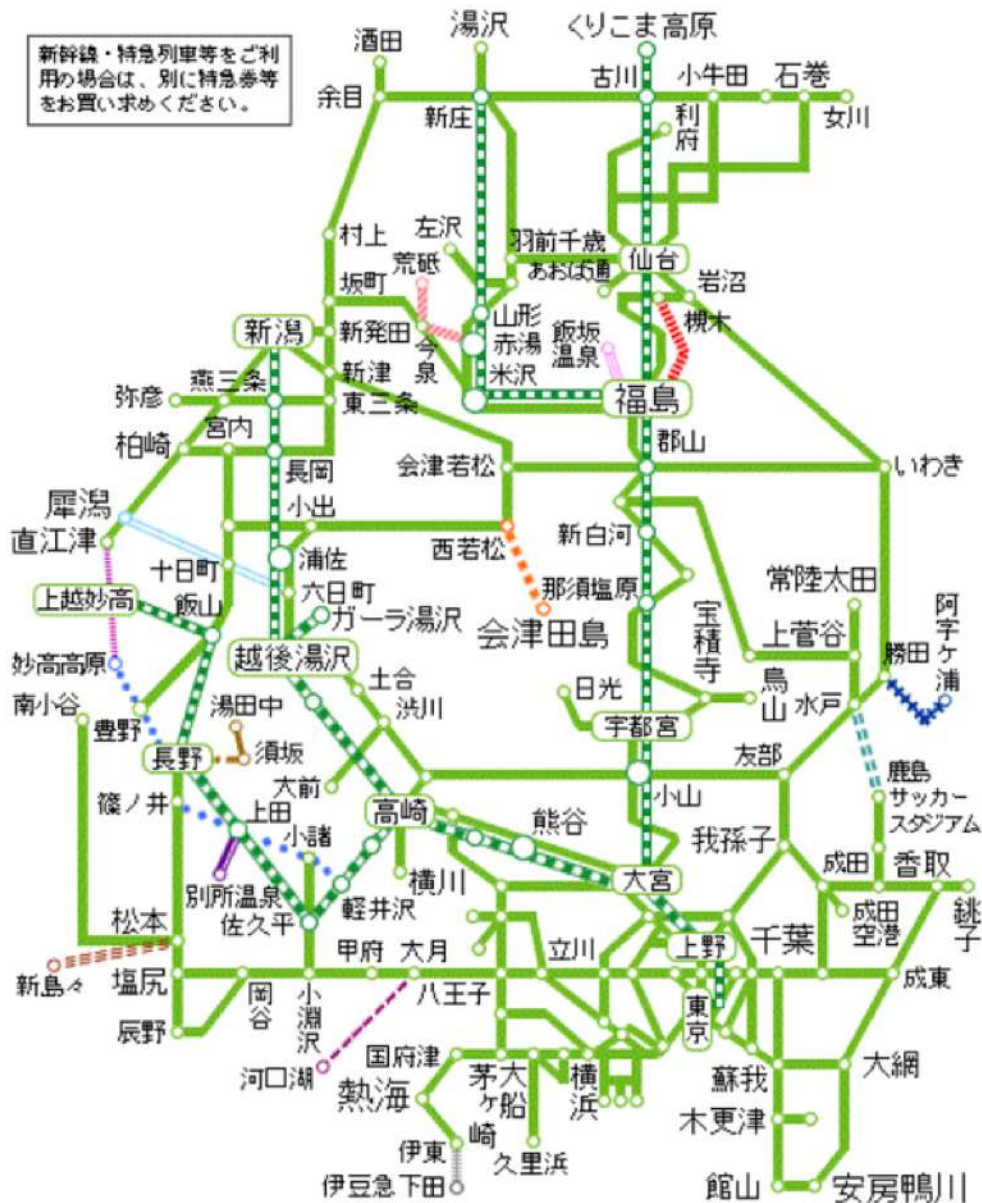 新幹線・特急列車等をご利
用の場合は、別に特急券等
をお買い求めください。
酒田
湯沢
くりこま高原
余目
新庄
古川
小牛田
石巻
女川
利府
村上
左沢
羽前千歳
あおば通
仙台
岩沼
荒砥
坂町
山形
槻木
新潟
新発田
今泉
赤湯
飯坂
温泉
米沢
福島
新津
燕三条
弥彦
東三条
宮内
柏崎
長岡
会津若松
郡山
いわき
犀潟
小出
直江津
浦佐
西若松
新白河
十日町
上越妙高
飯山
六日町
ガーラ湯沢
那須塩原
宝積寺
常陸太田
上菅谷
阿字ヶ浦
勝田
会津田島
妙高高原
越後湯沢
土合
日光
烏山
水戸
南小谷
豊野
湯田中
渋川
宇都宮
長野
須坂
大前
友部
鹿島
サッカー
スタジアム
篠ノ井
上田
小諸
高崎
熊谷
小山
我孫子
成田
香取
別所温泉
横川
大宮
軽井沢
佐久平
成田
空港
銚子
松本
甲府
大月
立川
上野
千葉
新島々
塩尻
岡谷
小淵沢
八王子
東京
成東
辰野
河口湖
国府津
茅ヶ崎
大船
横浜
蘇我
大網
熱海
木更津
伊東
久里浜
伊豆急下田
館山
安房鴨川